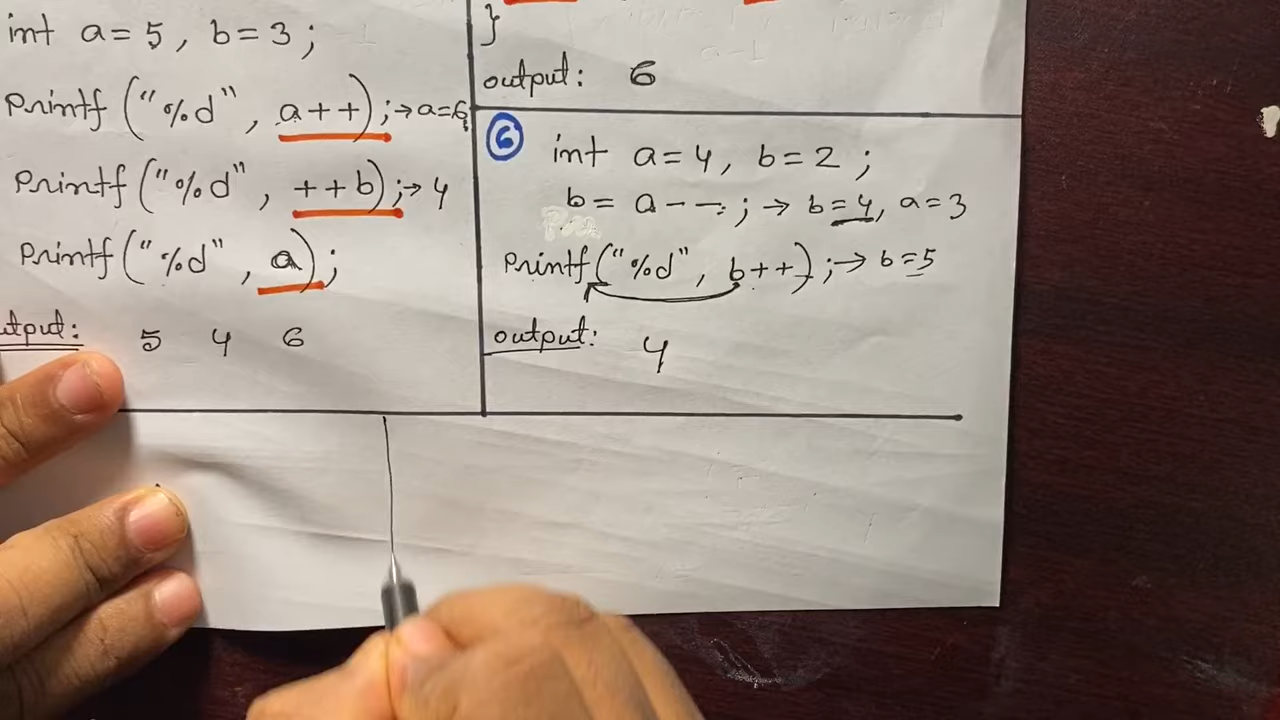 int a = 5 , b = 3 ;
printf ("%d" , a++) ; → a=6
printf ("%d" , ++b) ; → 4
printf ("%d" , a) ;
utput: 5 4 6
}
output: 6
6 int a = 4 , b = 2 ;
b = a-- ; → b=4, a=3
printf ("%d" , b++) ; → b=5
output: 4